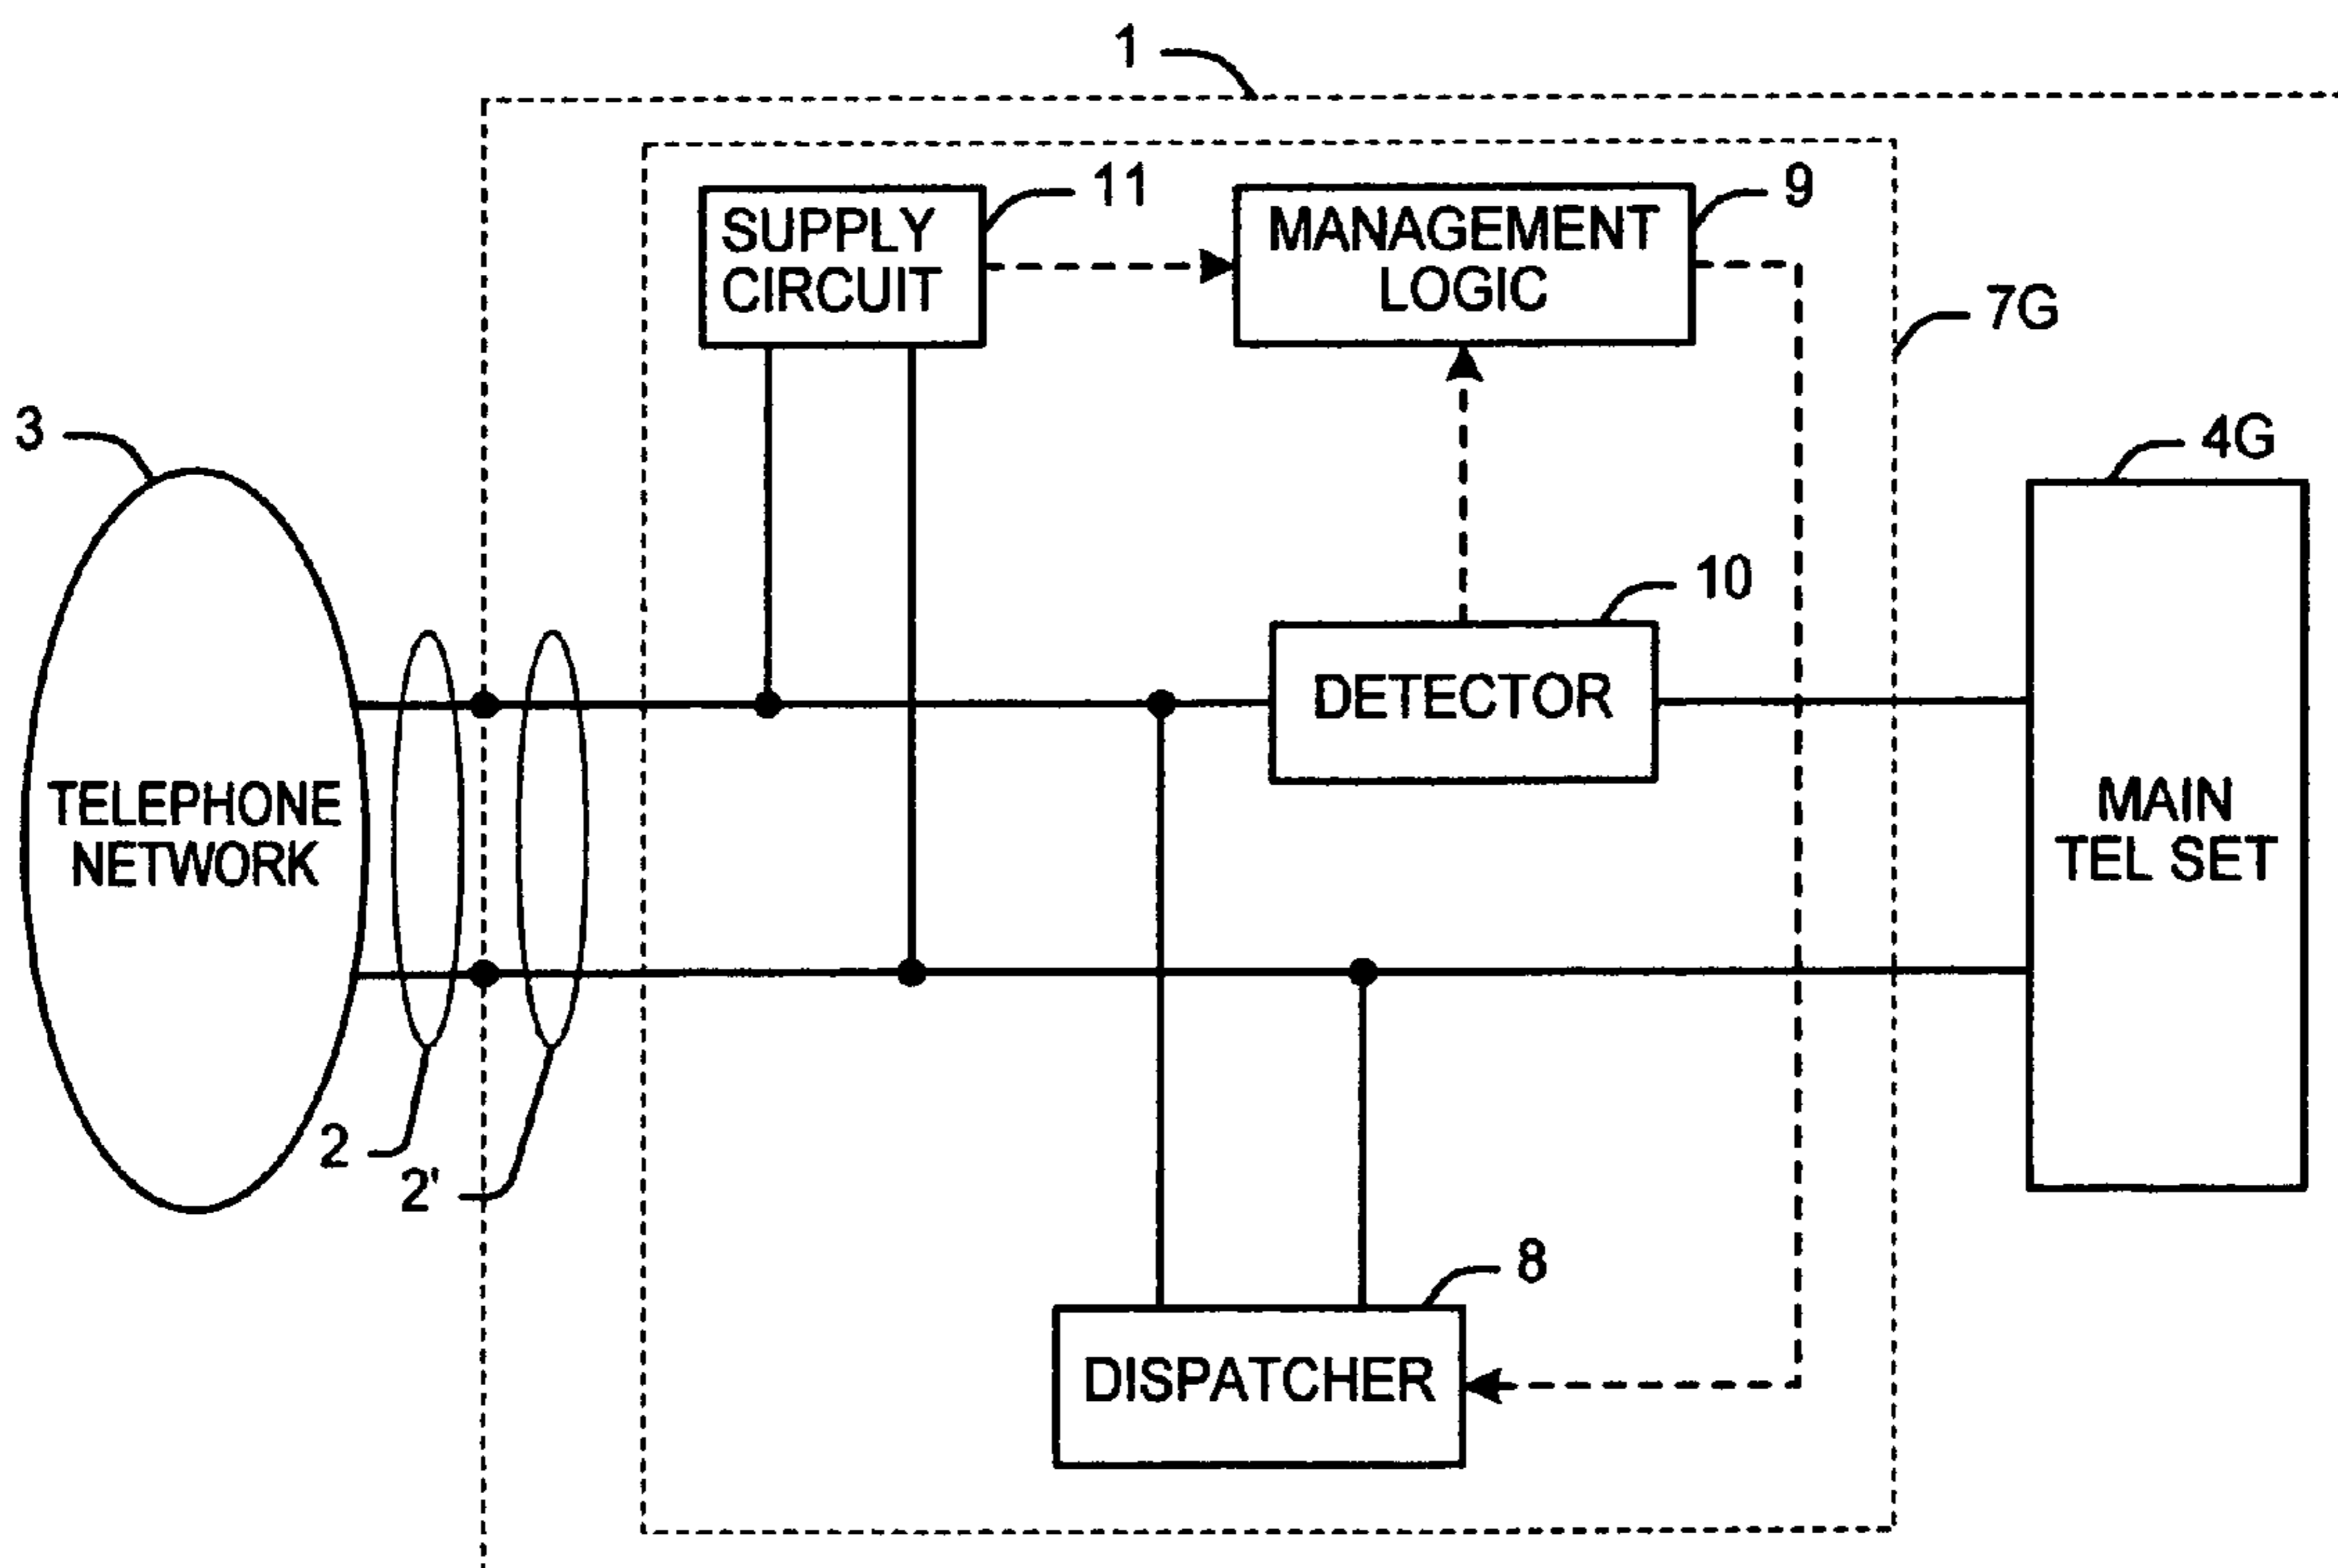 1
SUPPLY
CIRCUIT
11
MANAGEMENT
LOGIC
9
7G
3
4G
10
DETECTOR
TELEPHONE
NETWORK
MAIN
TEL SET
2
2'
8
DISPATCHER